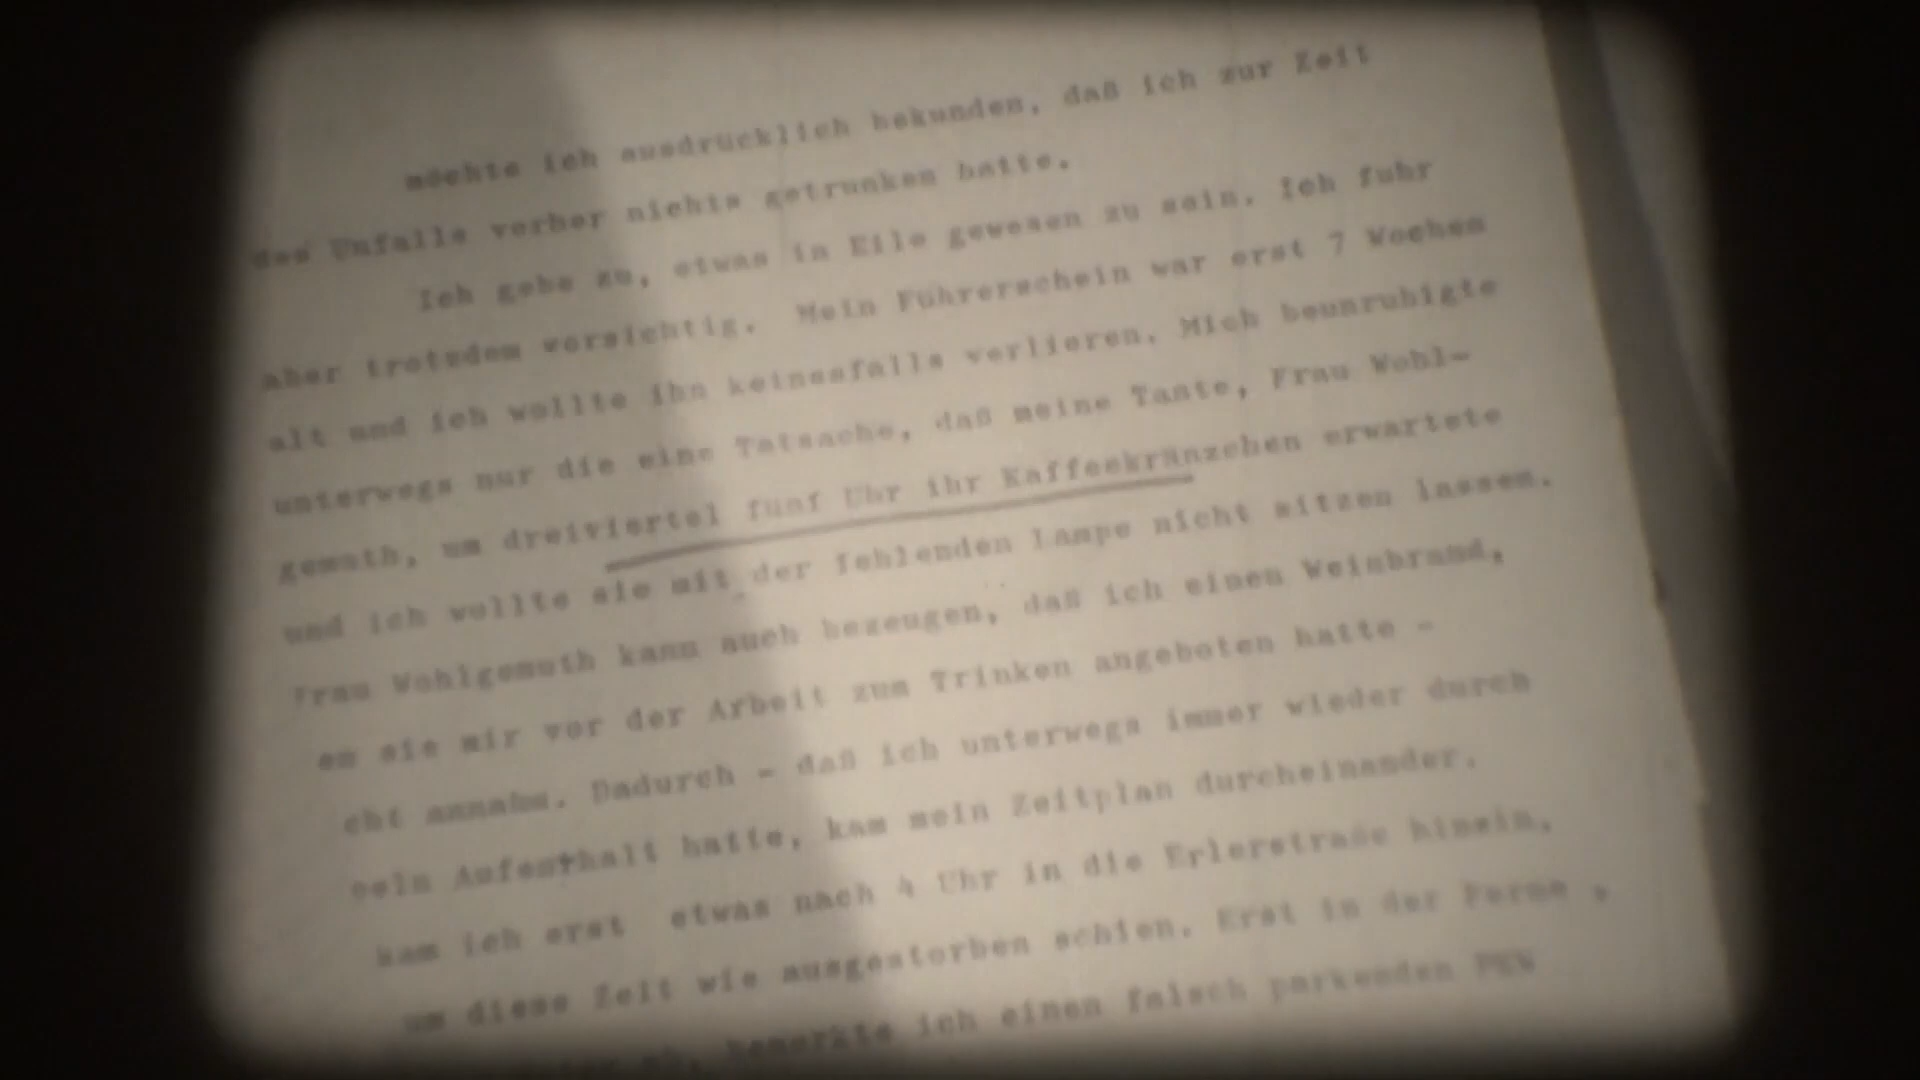 möchte ich ausdrücklich bekunden, daß ich zur Zeit
des Unfalls vorher nichts getrunken hatte.
Ich gebe zu, etwas in Eile gewesen zu sein. Ich fuhr
aber trotzdem vorsichtig. Mein Führerschein war erst 7 Wochen
alt und ich wollte ihn keinesfalls verlieren. Mich beunruhigte
unterwegs nur die eine Tatsache, daß meine Tante, Frau Wohl-
gemuth, um dreiviertel fünf Uhr ihr Kaffeekränzchen erwartete
und ich wollte sie mit der fehlenden Lampe nicht sitzen lassen.
Frau Wohlgemuth kann auch bezeugen, daß ich einen Weinbrand,
en sie mir vor der Arbeit zum Trinken angeboten hatte -
cht annahm. Dadurch - daß ich unterwegs immer wieder durch
eeln Aufenthalt hatte, kam mein Zeitplan durcheinander.
kam ich erst etwas nach 4 Uhr in die Erlerstraße hinein,
um diese Zeit wie ausgestorben schien. Erst in der Ferne ,
ab, bemerkte ich einen falsch parkenden PKW